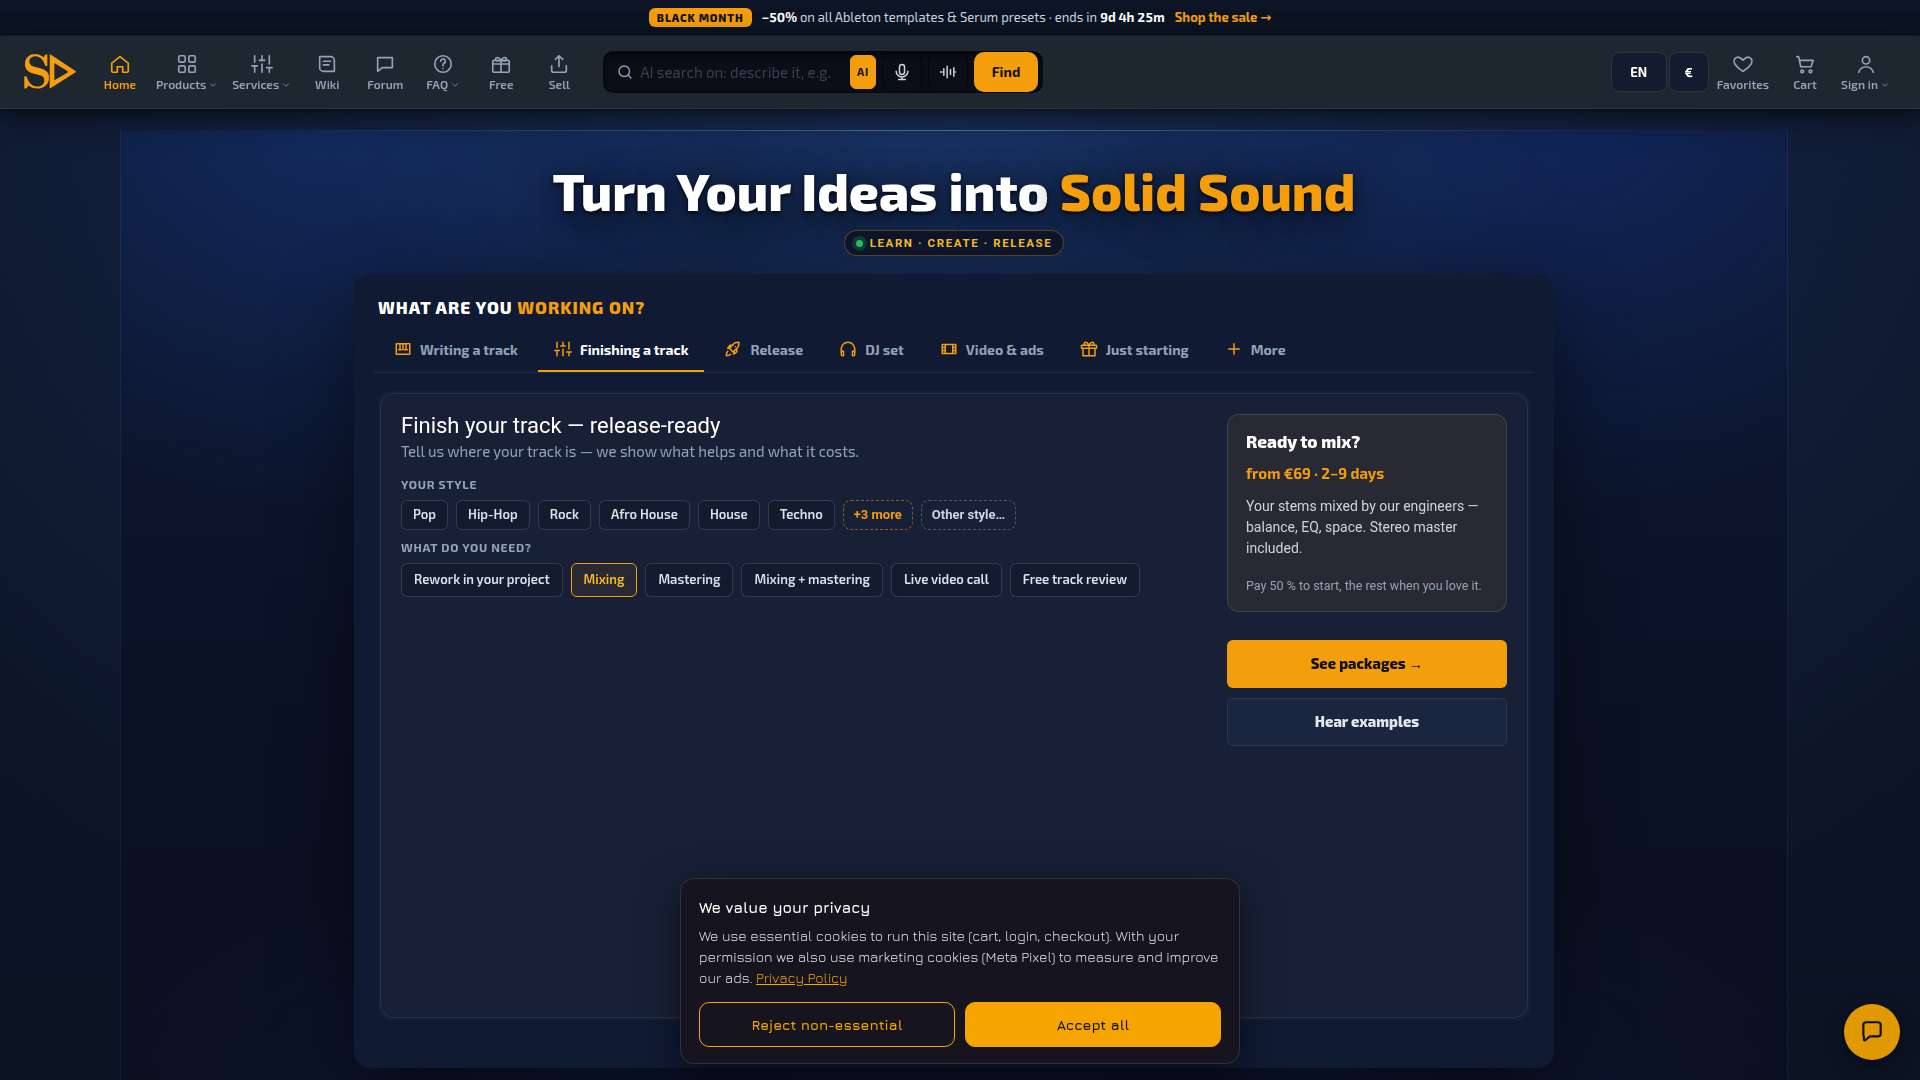 BLACK MONTH −50% on all Ableton templates & Serum presets · ends in 9d 4h 25m Shop the sale →
SD
Home
Products
Services
Wiki
Forum
FAQ
Free
Sell
AI search on: describe it, e.g.
AI
Find
EN
€
Favorites
Cart
Sign in
Turn Your Ideas into Solid Sound
LEARN · CREATE · RELEASE
WHAT ARE YOU WORKING ON?
Writing a track
Finishing a track
Release
DJ set
Video & ads
Just starting
More
Finish your track — release-ready
Tell us where your track is — we show what helps and what it costs.
YOUR STYLE
Pop
Hip-Hop
Rock
Afro House
House
Techno
+3 more
Other style...
WHAT DO YOU NEED?
Rework in your project
Mixing
Mastering
Mixing + mastering
Live video call
Free track review
Ready to mix?
from €69 · 2–9 days
Your stems mixed by our engineers —
balance, EQ, space. Stereo master
included.
Pay 50 % to start, the rest when you love it.
See packages →
Hear examples
We value your privacy
We use essential cookies to run this site (cart, login, checkout). With your
permission we also use marketing cookies (Meta Pixel) to measure and improve
our ads. Privacy Policy
Reject non-essential
Accept all